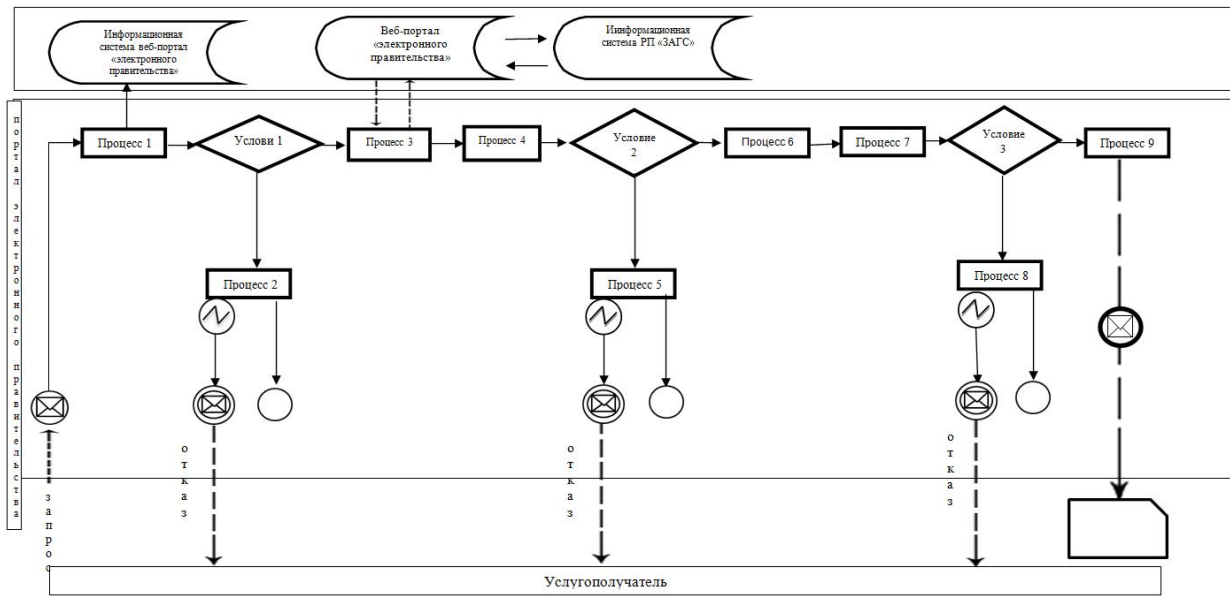 Информационная
система веб-портал
«электронного
правительства»
Веб-портал
«электронного
правительства»
Иинформационная
система РП «ЗАГС»
портал электронного правительства
Процесс 1
Услови 1
Процесс 3
Процесс 4
Условие
2
Процесс 6
Процесс 7
Условие
3
Процесс 9
Процесс 2
Процесс 5
Процесс 8
отказ
отказ
отказ
запрос
Услугополучатель